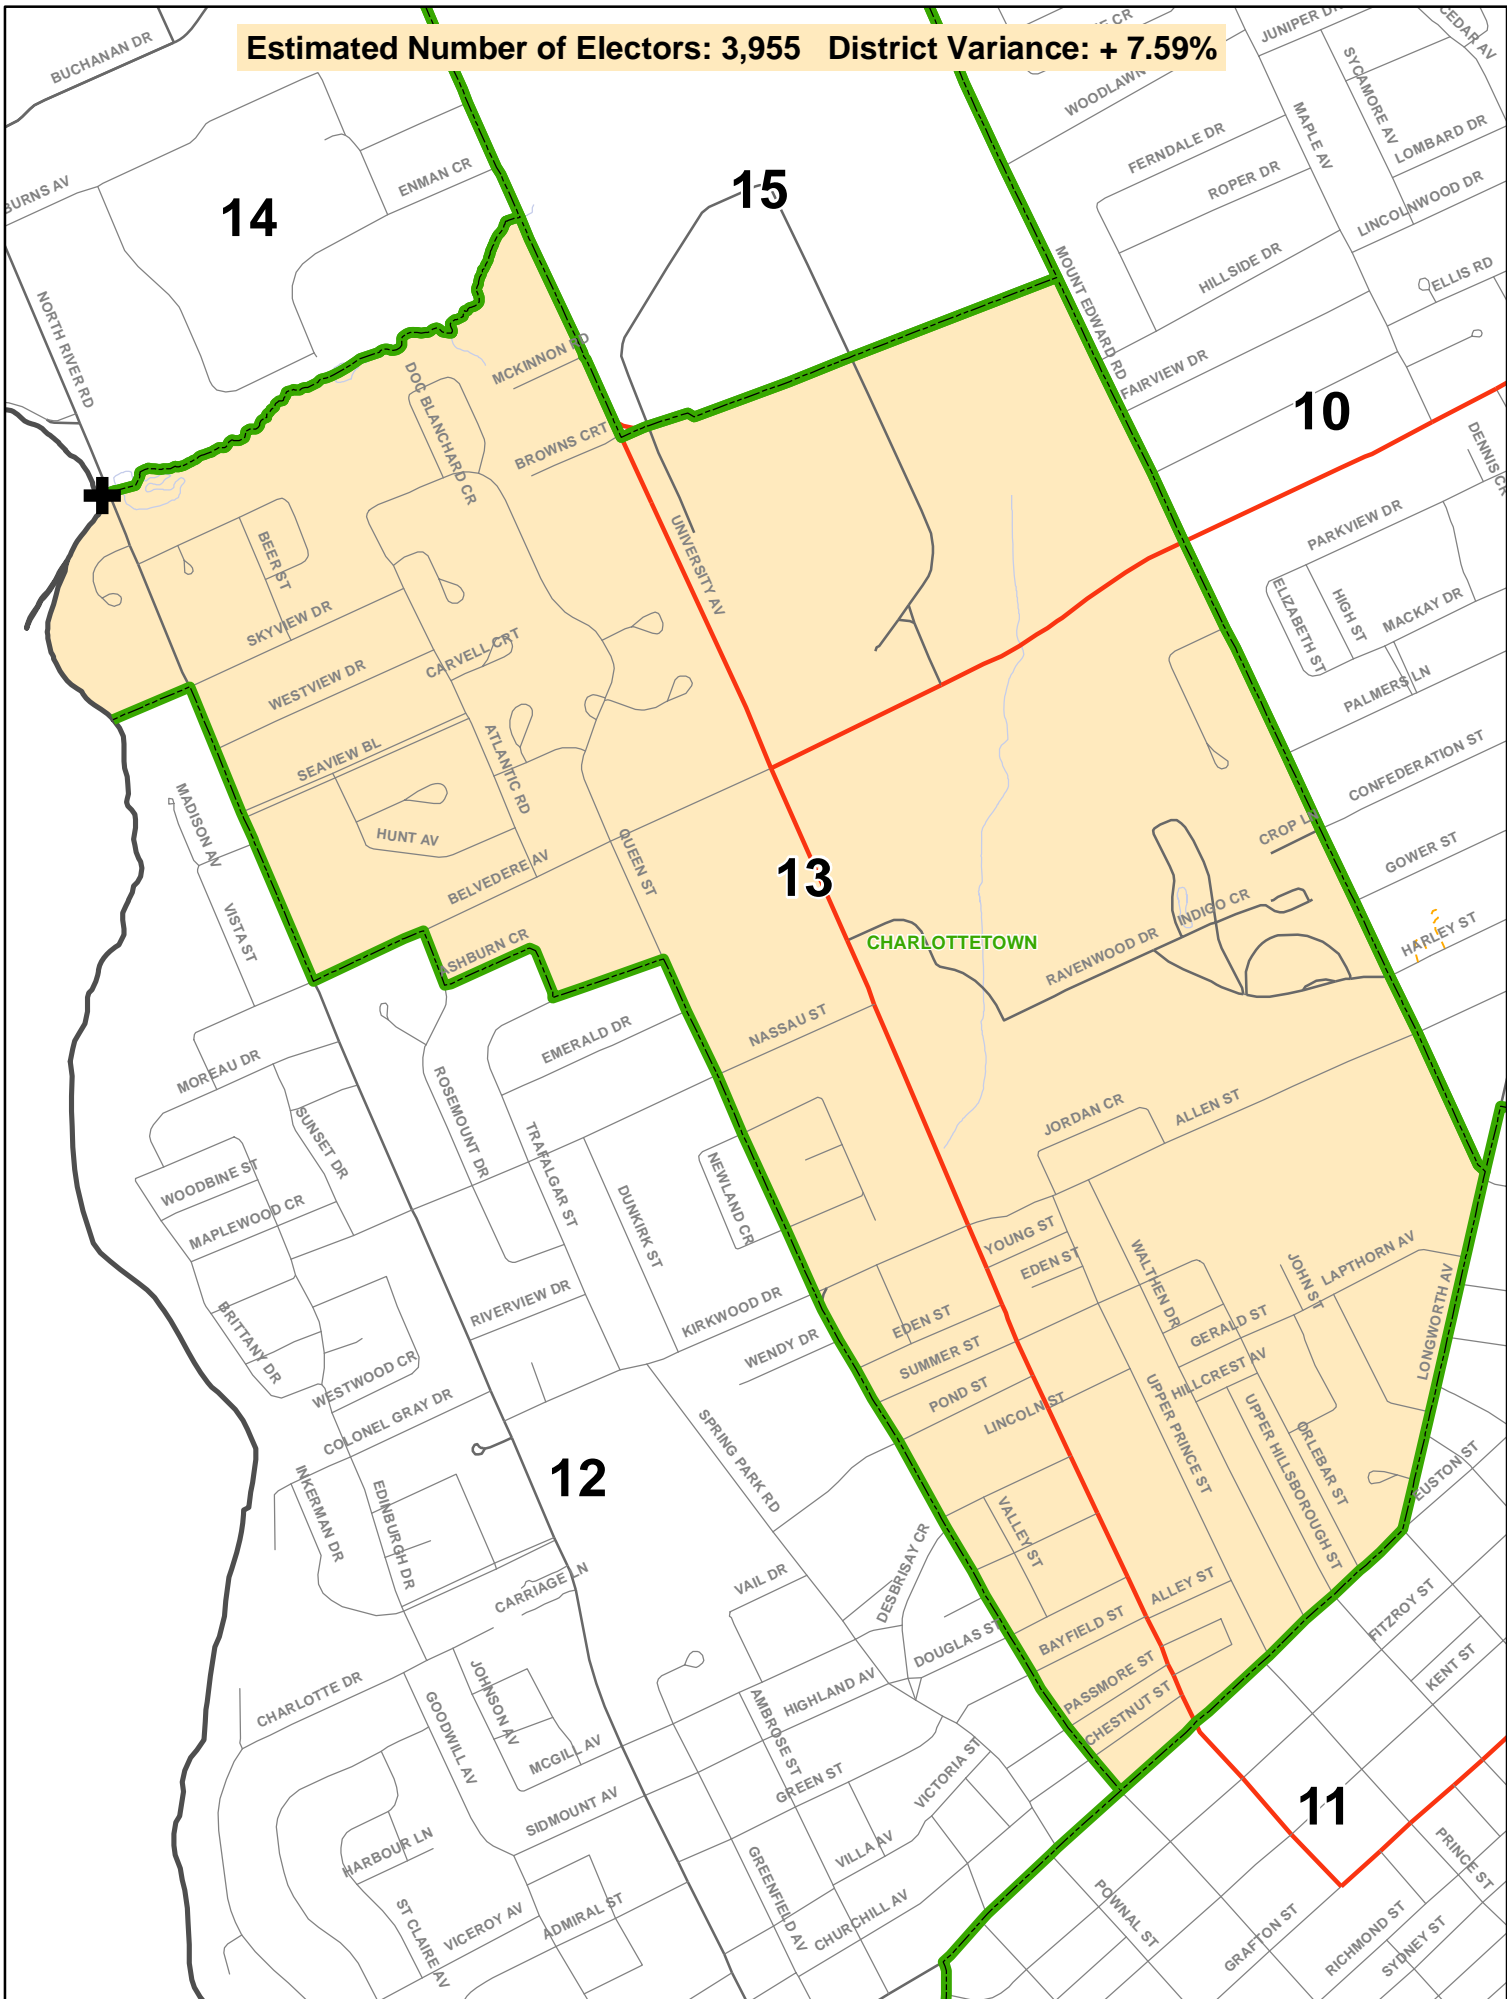 Estimated Number of Electors: 3,955 District Variance: + 7.59%
BUCHANAN DR
JUNIPER DR
CEDAR AV
SYCAMORE AV
WOODLAWN
MAPLE AV
LOMBARD DR
FERNDALE DR
ROPER DR
LINCOLNWOOD DR
BURNS AV
ENMAN CR
14
15
HILLSIDE DR
ELLIS RD
MOUNT EDWARD RD
NORTH RIVER RD
MCKINNON RD
DOC BLANCHARD CR
BROWNS CRT
FAIRVIEW DR
10
DENNIS CR
PARKVIEW DR
UNIVERSITY AV
BEER ST
SKYVIEW DR
ELIZABETH ST
HIGH ST
MACKAY DR
CARVELL CRT
WESTVIEW DR
PALMERS LN
SEAVIEW BL
ATLANTIC RD
CONFEDERATION ST
MADISON AV
HUNT AV
QUEEN ST
CROP LN
GOWER ST
BELVEDERE AV
13
VISTA ST
ASHBURN CR
CHARLOTTETOWN
INDIGO CR
RAVENWOOD DR
HARLEY ST
NASSAU ST
EMERALD DR
MOREAU DR
ROSEMOUNT DR
SUNSET DR
TRAFALGAR ST
JORDAN CR
ALLEN ST
WOODBINE ST
NEWLAND CR
DUNKIRK ST
MAPLEWOOD CR
YOUNG ST
EDEN ST
WALTHEN DR
JOHN ST
LAPTHORN AV
LONGWORTH AV
RIVERVIEW DR
KIRKWOOD DR
EDEN ST
GERALD ST
BRITTANY DR
WENDY DR
SUMMER ST
HILLCREST AV
WESTWOOD CR
POND ST
UPPER PRINCE ST
LINCOLN ST
COLONEL GRAY DR
UPPER HILLSBOROUGH ST
ORLEBAR ST
SPRING PARK RD
12
EUSTON ST
INKERMAN DR
EDINBURGH DR
VALLEY ST
DESBRISAY CR
CARRIAGE LN
VAIL DR
ALLEY ST
FITZROY ST
BAYFIELD ST
DOUGLAS ST
KENT ST
PASSMORE ST
CHARLOTTE DR
JOHNSON AV
GOODWILL AV
HIGHLAND AV
AMBROSE ST
CHESTNUT ST
MCGILL AV
VICTORIA ST
GREEN ST
SIDMOUNT AV
11
HARBOUR LN
VILLA AV
PRINCE ST
GREENFIELD AV
ST CLAIRE AV
VICEROY AV
ADMIRAL ST
CHURCHILL AV
POWNAL ST
GRAFTON ST
RICHMOND ST
SYDNEY ST